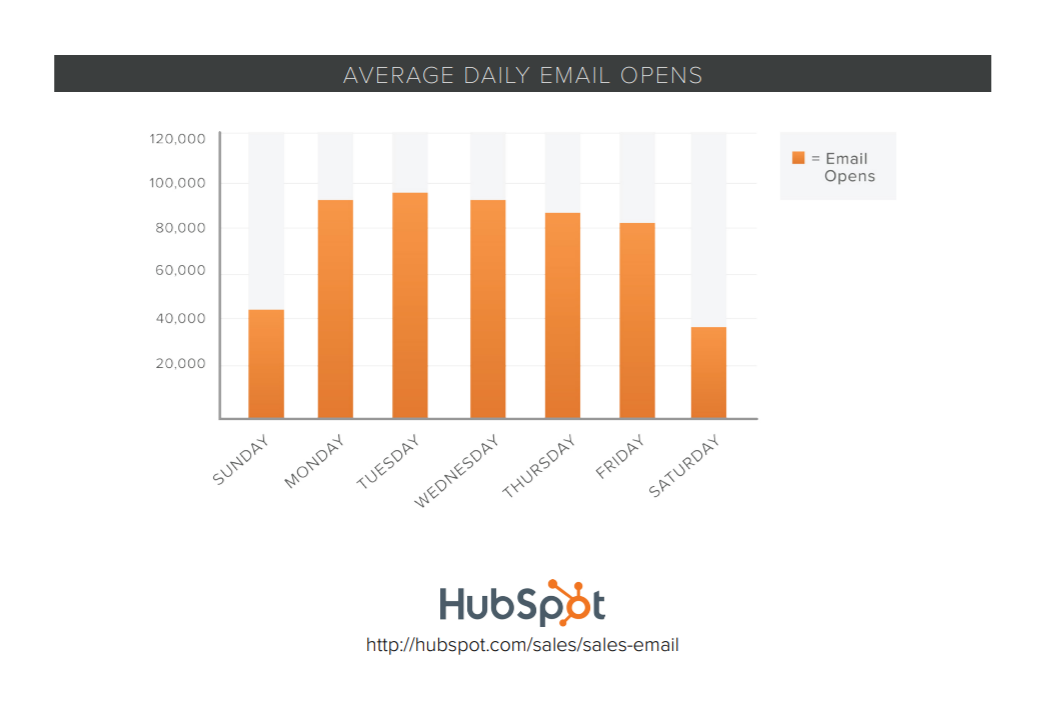 AVERAGE DAILY EMAIL OPENS
120,000
100,000
80,000
60,000
40,000
20,000
= Email
Opens
SUNDAY
MONDAY
TUESDAY
WEDNESDAY
THURSDAY
FRIDAY
SATURDAY
HubSpot
http://hubspot.com/sales/sales-email